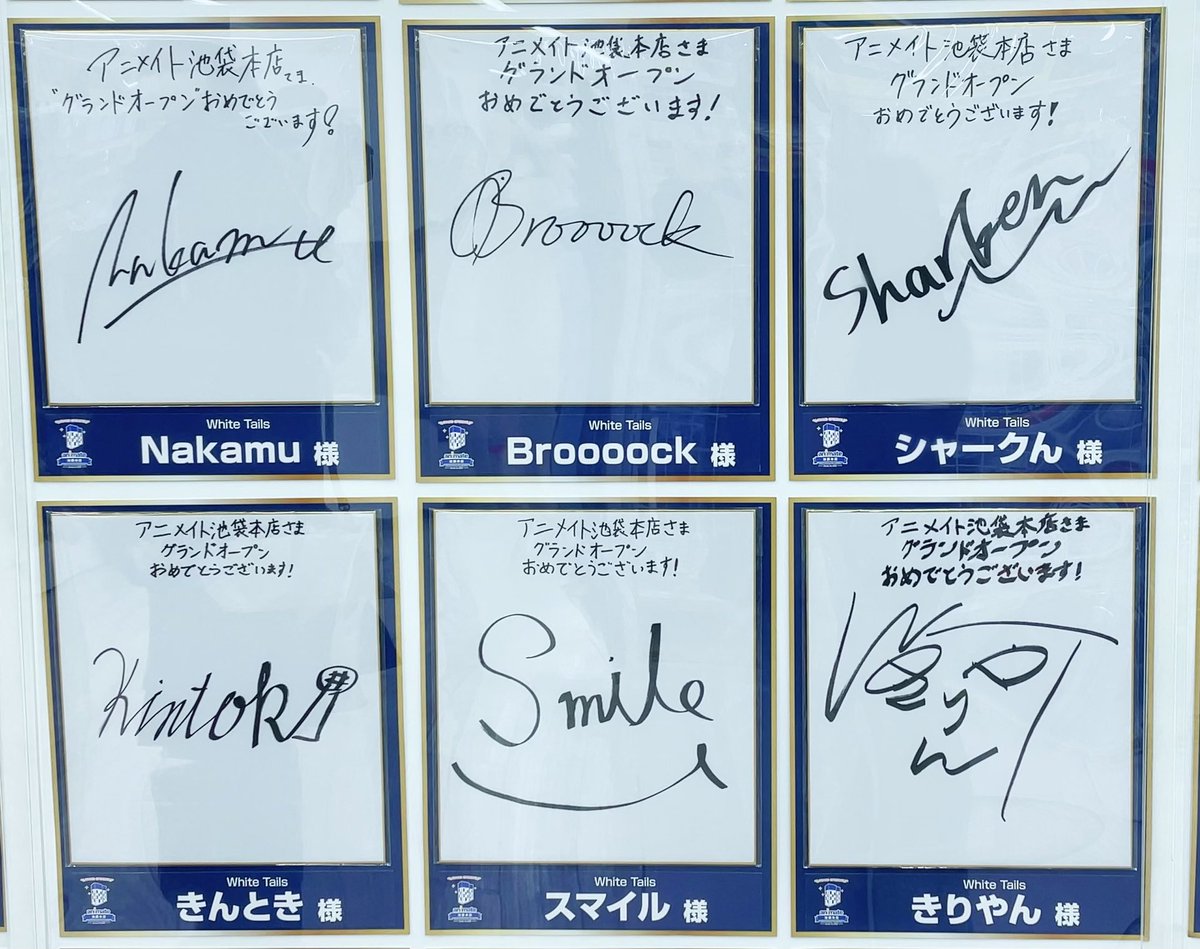 アニメイト池袋本店さま
"グランドオープン"おめでとう
ございます!
Nakamu
White Tails
animate
Nakamu 様
アニメイト池袋本店さま
グランドオープン
おめでとうございます!
Broooock
White Tails
animate
Broooock 様
アニメイト池袋本店さま
グランドオープン
おめでとうございます!
Sharken
White Tails
animate
シャークん 様
アニメイト池袋本店さま
グランドオープン
おめでとうございます!
Kintoki
White Tails
animate
きんとき 様
アニメイト池袋本店さま
グランドオープン
おめでとうございます!
Smile
White Tails
animate
スマイル 様
アニメイト池袋本店さま
グランドオープン
おめでとうございます!
きりやん
White Tails
animate
きりやん 様